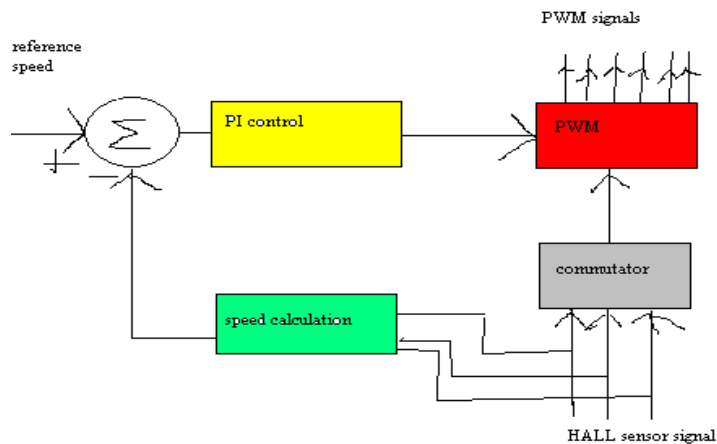 PWM signals
reference
speed
+
−
Σ
PI control
PWM
commutator
speed calculation
HALL sensor signal